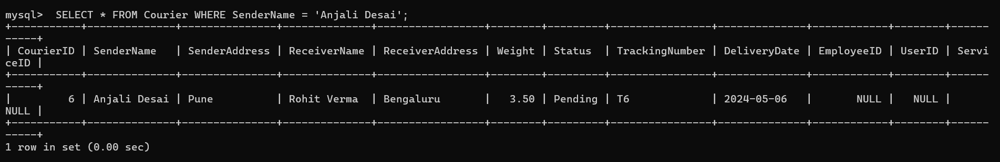 mysql>  SELECT * FROM Courier WHERE SenderName = 'Anjali Desai';
+-----------+--------------+---------------+--------------+-----------------+--------+---------+----------------+--------------+------------+--------+------
-----+
| CourierID | SenderName   | SenderAddress | ReceiverName | ReceiverAddress | Weight | Status  | TrackingNumber | DeliveryDate | EmployeeID | UserID | Servi
ceID |
+-----------+--------------+---------------+--------------+-----------------+--------+---------+----------------+--------------+------------+--------+------
-----+
|         6 | Anjali Desai | Pune          | Rohit Verma  | Bengaluru       |   3.50 | Pending | T6             | 2024-05-06   |       NULL |   NULL |
NULL |
+-----------+--------------+---------------+--------------+-----------------+--------+---------+----------------+--------------+------------+--------+------
-----+
1 row in set (0.00 sec)